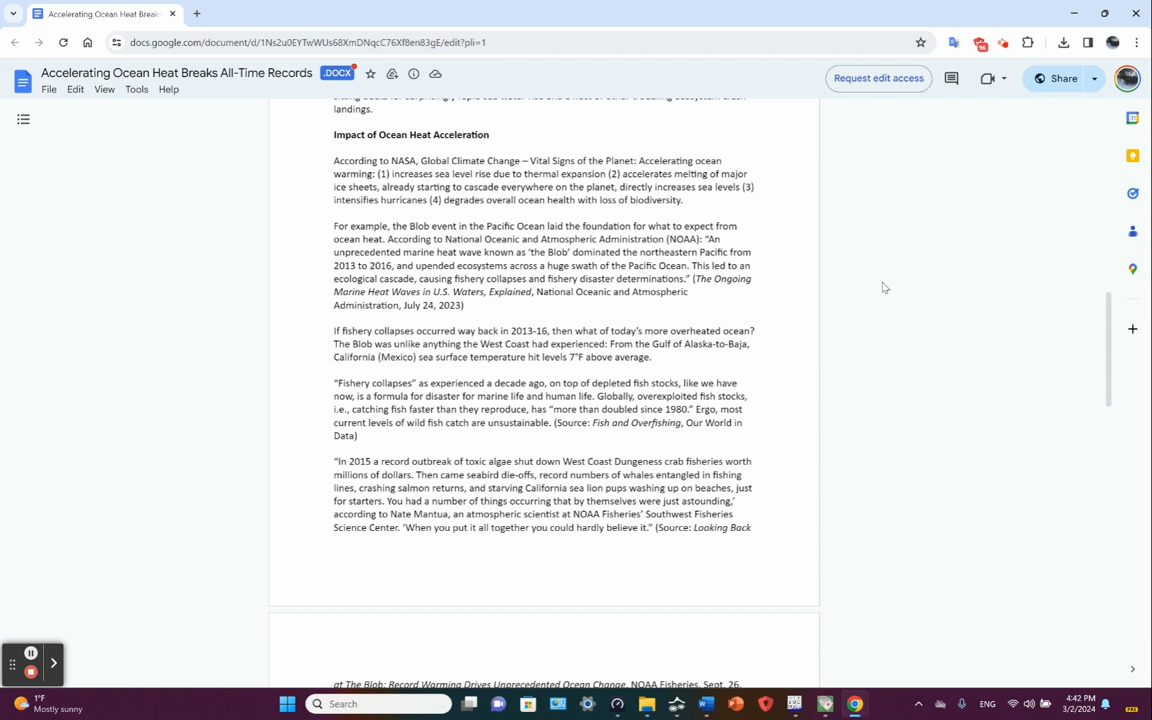 Accelerating Ocean Heat Break
docs.google.com/document/d/1Ns2u0EYTwWUs68XmDNqcC76Xf8en83gE/edit?pli=1
96
Accelerating Ocean Heat Breaks All-Time Records
.DOCX
Request edit access
Share
File Edit View Tools Help
landings.
Impact of Ocean Heat Acceleration
According to NASA, Global Climate Change – Vital Signs of the Planet: Accelerating ocean
warming: (1) increases sea level rise due to thermal expansion (2) accelerates melting of major
ice sheets, already starting to cascade everywhere on the planet, directly increases sea levels (3)
intensifies hurricanes (4) degrades overall ocean health with loss of biodiversity.
For example, the Blob event in the Pacific Ocean laid the foundation for what to expect from
ocean heat. According to National Oceanic and Atmospheric Administration (NOAA): “An
unprecedented marine heat wave known as ‘the Blob’ dominated the northeastern Pacific from
2013 to 2016, and upended ecosystems across a huge swath of the Pacific Ocean. This led to an
ecological cascade, causing fishery collapses and fishery disaster determinations.” (The Ongoing
Marine Heat Waves in U.S. Waters, Explained, National Oceanic and Atmospheric
Administration, July 24, 2023)
If fishery collapses occurred way back in 2013-16, then what of today’s more overheated ocean?
The Blob was unlike anything the West Coast had experienced: From the Gulf of Alaska-to-Baja,
California (Mexico) sea surface temperature hit levels 7°F above average.
“Fishery collapses” as experienced a decade ago, on top of depleted fish stocks, like we have
now, is a formula for disaster for marine life and human life. Globally, overexploited fish stocks,
i.e., catching fish faster than they reproduce, has “more than doubled since 1980.” Ergo, most
current levels of wild fish catch are unsustainable. (Source: Fish and Overfishing, Our World in
Data)
“In 2015 a record outbreak of toxic algae shut down West Coast Dungeness crab fisheries worth
millions of dollars. Then came seabird die-offs, record numbers of whales entangled in fishing
lines, crashing salmon returns, and starving California sea lion pups washing up on beaches, just
for starters. You had a number of things occurring that by themselves were just astounding,’
according to Nate Mantua, an atmospheric scientist at NOAA Fisheries’ Southwest Fisheries
Science Center. ‘When you put it all together you could hardly believe it.” (Source: Looking Back
at The Blob: Record Warming Drives Unprecedented Ocean Change, NOAA Fisheries, Sept. 26,
1°F
Mostly sunny
Search
ENG
4:42 PM
3/2/2024